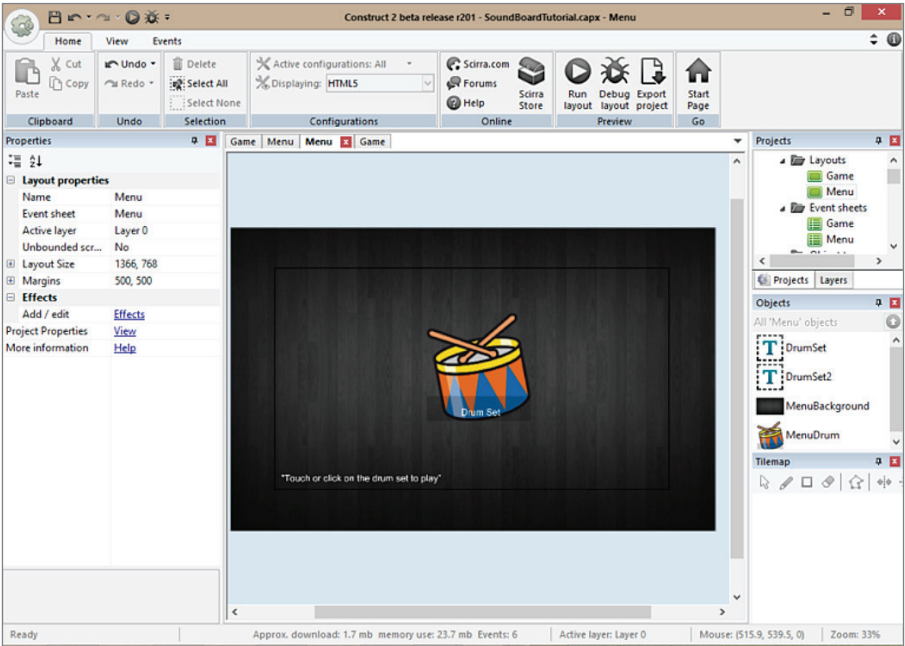 Construct 2 beta release r201 - SoundBoardTutorial.capx - Menu
Home View Events
Paste
Cut
Copy
Clipboard
Undo
Redo
Undo
Delete
Select All
Select None
Selection
Active configurations: All
Displaying: HTML5
Configurations
Scirra.com
Forums
Help
Scirra Store
Online
Run layout
Debug layout
Export project
Preview
Start Page
Go
Properties
Layout properties
Name Menu
Event sheet Menu
Active layer Layer 0
Unbounded scr... No
Layout Size 1366, 768
Margins 500, 500
Effects
Add / edit Effects
Project Properties View
More information Help
Game Menu Menu Game
Drum Set
"Touch or click on the drum set to play"
Projects
Layouts
Game
Menu
Event sheets
Game
Menu
Projects Layers
Objects
All 'Menu' objects
T DrumSet
T DrumSet2
MenuBackground
MenuDrum
Tilemap
Ready Approx. download: 1.7 mb memory use: 23.7 mb Events: 6 Active layer: Layer 0 Mouse: (515.9, 539.5, 0) Zoom: 33%